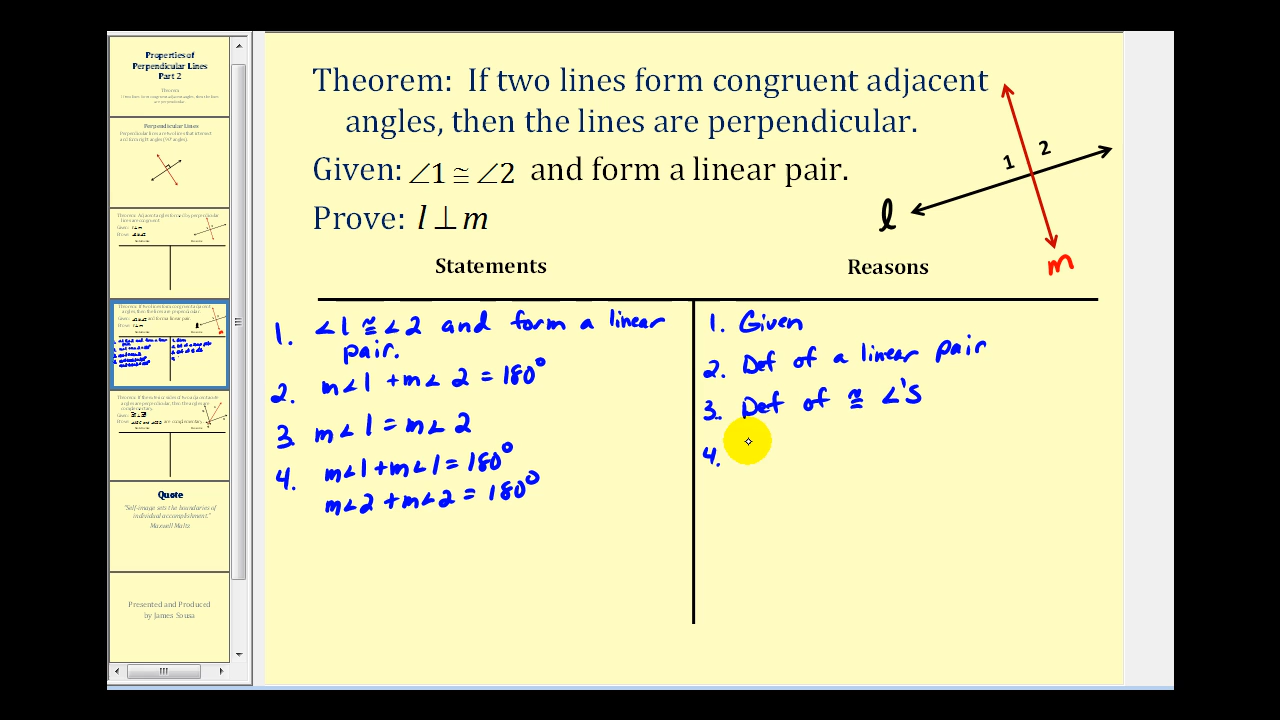 Properties of
Perpendicular Lines
Part 2
Theorem
Perpendicular Lines
Quote
"Self-image sets the boundaries of
individual accomplishment."
Maxwell Maltz
Presented and Produced
by James Sousa
Theorem: If two lines form congruent adjacent
angles, then the lines are perpendicular.
Given: ∠1 ≅ ∠2 and form a linear pair.
Prove: l ⊥ m
1 2
l
m
Statements Reasons
1. ∠1 ≅ ∠2 and form a linear
pair.
2. m∠1 + m∠2 = 180°
3. m∠1 = m∠2
4. m∠1 + m∠1 = 180°
m∠2 + m∠2 = 180°
1. Given
2. Def of a linear pair
3. Def of ≅ ∠'s
4.